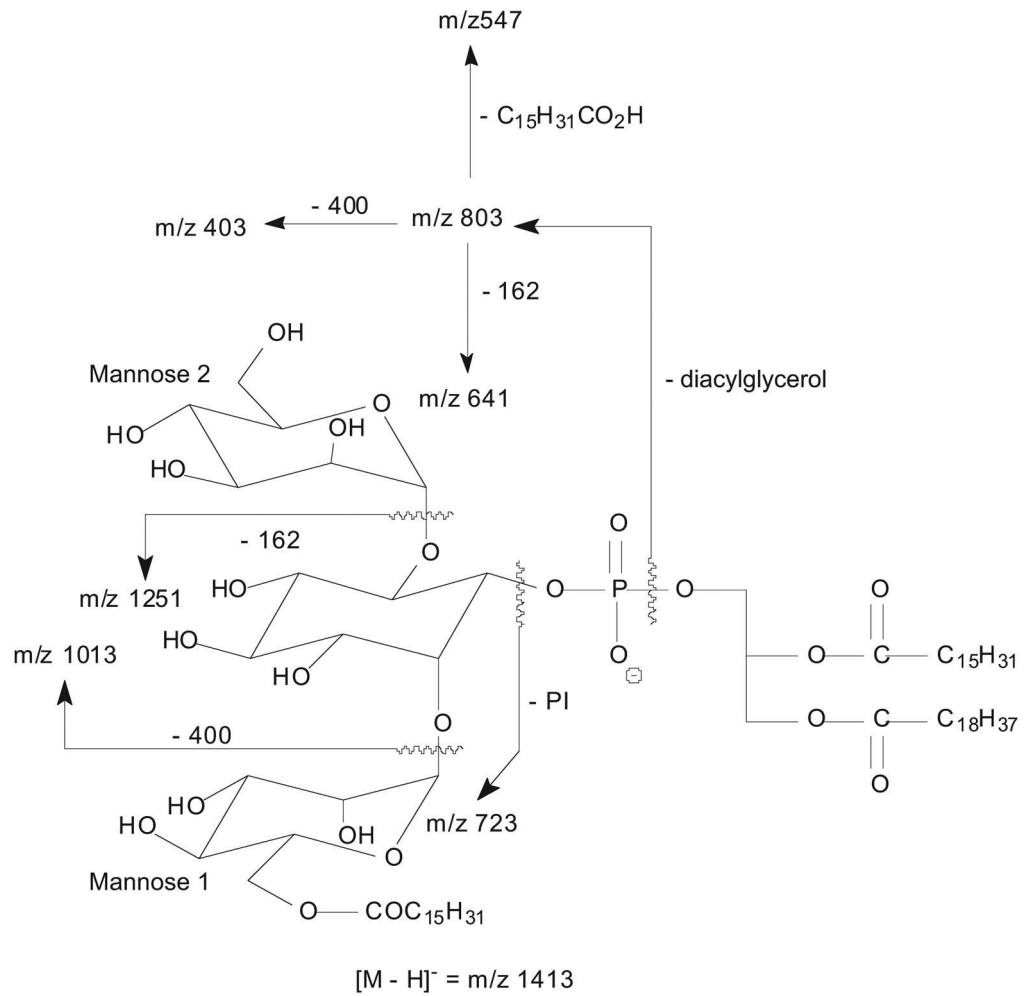 m/z547
- C15H31CO2H
- 400
m/z 403
m/z 803
- 162
m/z 641
- diacylglycerol
OH
Mannose 2
O
OH
HO
HO
- 162
O
m/z 1251
HO
HO
HO
O
O
P
O
O
O
C
C15H31
O
C
C18H37
O
- PI
m/z 1013
- 400
O
HO
HO
OH
O
m/z 723
Mannose 1
O
COC15H31
[M - H]- = m/z 1413